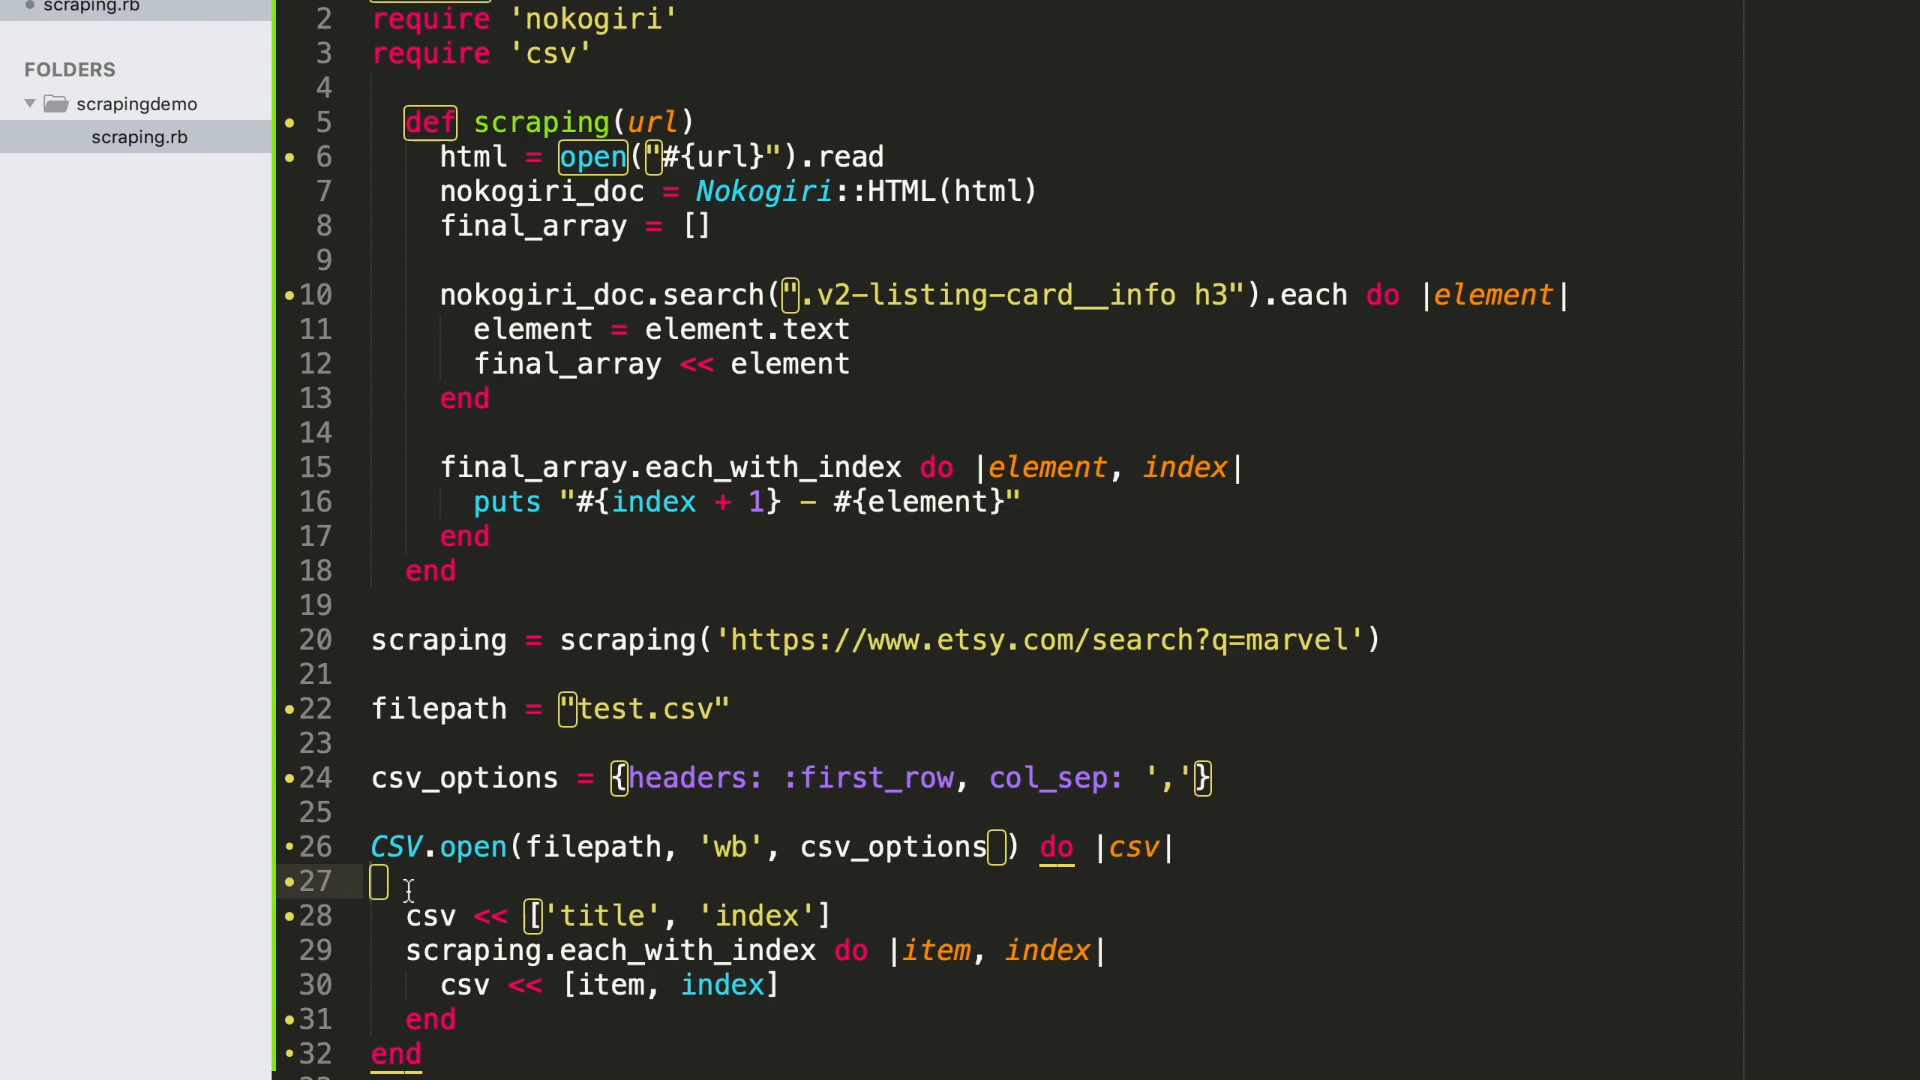 scraping.rb
FOLDERS
scrapingdemo
scraping.rb
2 require 'nokogiri'
3 require 'csv'
4
5 def scraping(url)
6 html = open("#{url}").read
7 nokogiri_doc = Nokogiri::HTML(html)
8 final_array = []
9
10 nokogiri_doc.search(".v2-listing-card__info h3").each do |element|
11 element = element.text
12 final_array << element
13 end
14
15 final_array.each_with_index do |element, index|
16 puts "#{index + 1} - #{element}"
17 end
18 end
19
20 scraping = scraping('https://www.etsy.com/search?q=marvel')
21
22 filepath = "test.csv"
23
24 csv_options = {headers: :first_row, col_sep: ','}
25
26 CSV.open(filepath, 'wb', csv_options ) do |csv|
27
28 csv << ['title', 'index']
29 scraping.each_with_index do |item, index|
30 csv << [item, index]
31 end
32 end